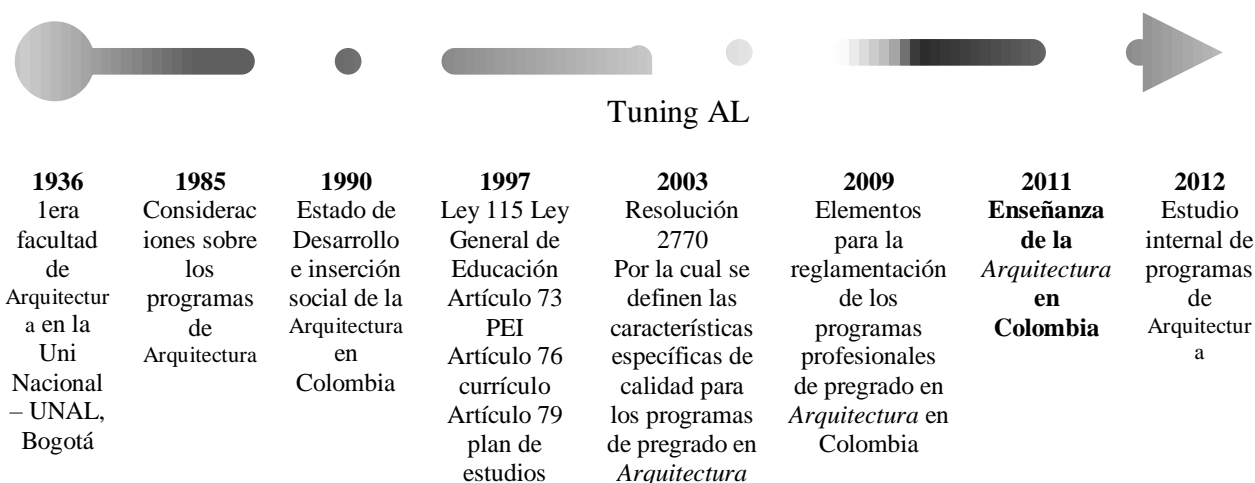 Tuning AL
1936
1era
facultad
de
Arquitectur
a en la
Uni
Nacional
– UNAL,
Bogotá
1985
Considerac
iones sobre
los
programas
de
Arquitectura
1990
Estado de
Desarrollo
e inserción
social de la
Arquitectura
en
Colombia
1997
Ley 115 Ley
General de
Educación
Artículo 73
PEI
Artículo 76
currículo
Artículo 79
plan de
estudios
2003
Resolución
2770
Por la cual se
definen las
características
específicas de
calidad para
los programas
de pregrado en
Arquitectura
2009
Elementos
para la
reglamentación
de los
programas
profesionales
de pregrado en
Arquitectura en
Colombia
2011
Enseñanza
de la
Arquitectura
en
Colombia
2012
Estudio
internal de
programas
de
Arquitectur
a